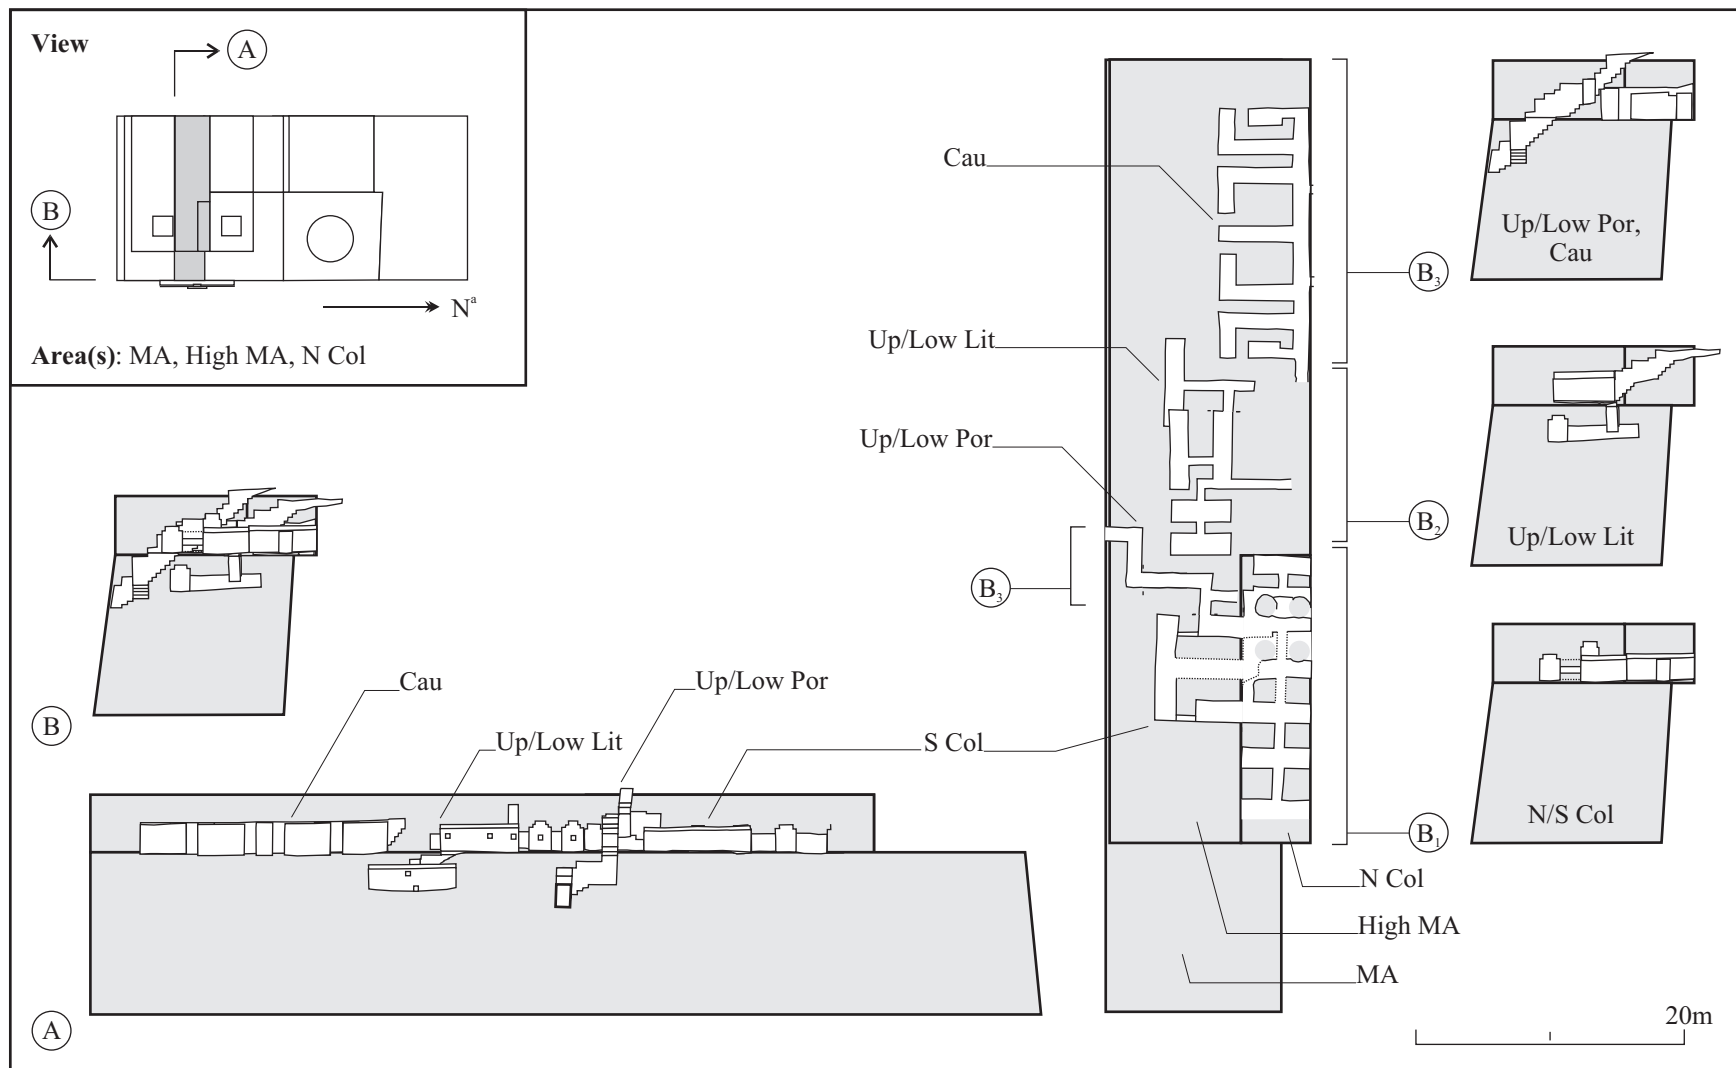 View
A
B
Nª
Area(s): MA, High MA, N Col
Cau
Up/Low Lit
Up/Low Por
B₃
B₃
B₂
B₁
Up/Low Por,
Cau
Up/Low Lit
N/S Col
B
Cau
Up/Low Lit
Up/Low Por
S Col
A
N Col
High MA
MA
20m